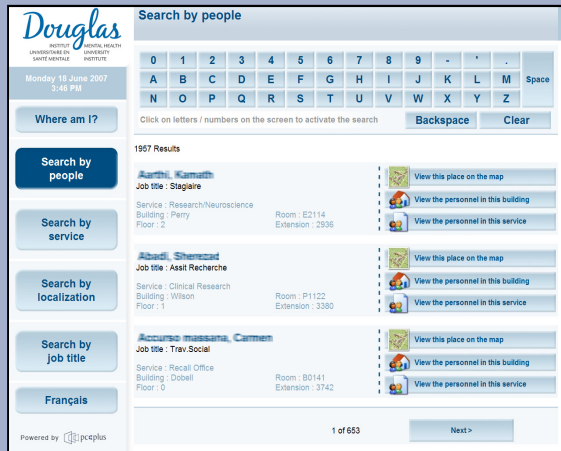 Douglas
INSTITUT UNIVERSITAIRE EN SANTÉ MENTALE
MENTAL HEALTH UNIVERSITY INSTITUTE
Monday 18 June 2007
3:46 PM
Where am I?
Search by
people
Search by
service
Search by
localization
Search by
job title
Français
Powered by pceplus
Search by people
0 1 2 3 4 5 6 7 8 9 - ' .
A B C D E F G H I J K L M Space
N O P Q R S T U V W X Y Z
Click on letters / numbers on the screen to activate the search Backspace Clear
1957 Results
Job title : Stagiaire
Service : Research/Neuroscience
Building : Perry Room : E2114
Floor : 2 Extension : 2936
View this place on the map
View the personnel in this building
View the personnel in this service
Job title : Assit Recherche
Service : Clinical Research
Building : Wilson Room : P1122
Floor : 1 Extension : 3380
View this place on the map
View the personnel in this building
View the personnel in this service
Job title : Trav.Social
Service : Recall Office
Building : Dobell Room : B0141
Floor : 0 Extension : 3742
View this place on the map
View the personnel in this building
View the personnel in this service
1 of 653 Next >